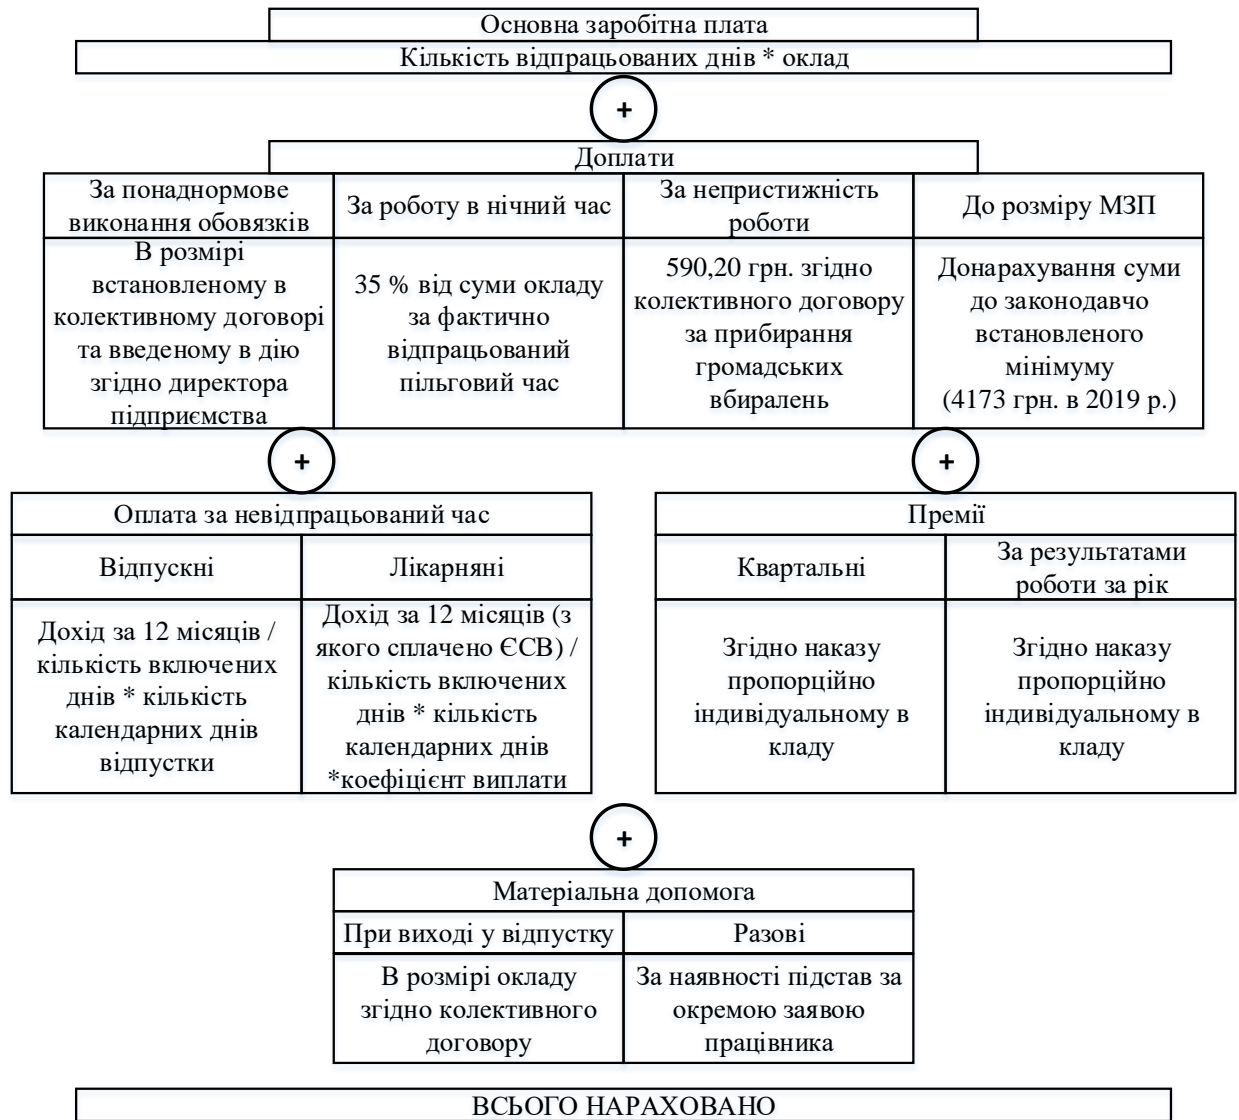 Основна заробітна плата
Кількість відпрацьованих днів * оклад
+
Доплати
За понаднормове
виконання обовязків
За роботу в нічний час
За непристижність
роботи
До розміру МЗП
В розмірі
встановленому в
колективному договорі
та введеному в дію
згідно директора
підприємства
35 % від суми окладу
за фактично
відпрацьований
пільговий час
590,20 грн. згідно
колективного договору
за прибирання
громадських
вбиралень
Донарахування суми
до законодавчо
встановленого
мінімуму
(4173 грн. в 2019 р.)
+
+
Оплата за невідпрацьований час
Відпускні
Лікарняні
Дохід за 12 місяців /
кількість включених
днів * кількість
календарних днів
відпустки
Дохід за 12 місяців (з
якого сплачено ЄСВ) /
кількість включених
днів * кількість
календарних днів
*коефіцієнт виплати
Премії
Квартальні
За результатами
роботи за рік
Згідно наказу
пропорційно
індивідуальному в
кладу
Згідно наказу
пропорційно
індивідуальному в
кладу
+
Матеріальна допомога
При виході у відпустку
Разові
В розмірі окладу
згідно колективного
договору
За наявності підстав за
окремою заявою
працівника
ВСЬОГО НАРАХОВАНО